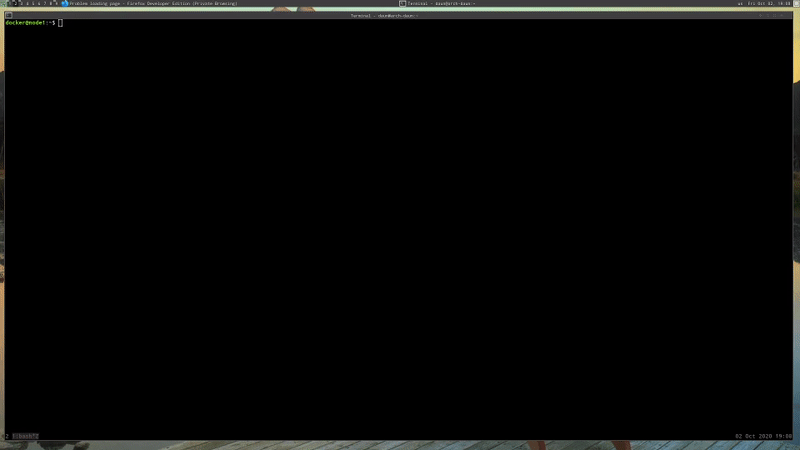 1 2 3 4 5 6 7 8 9 Problem loading page - Firefox Developer Edition (Private Browsing) Terminal - dave@arch-dave:~ us Fri Oct 02, 19:08
Terminal - dave@arch-dave:~
docker@node1:~$
2 1:bash*Z 02 Oct 2020 19:08